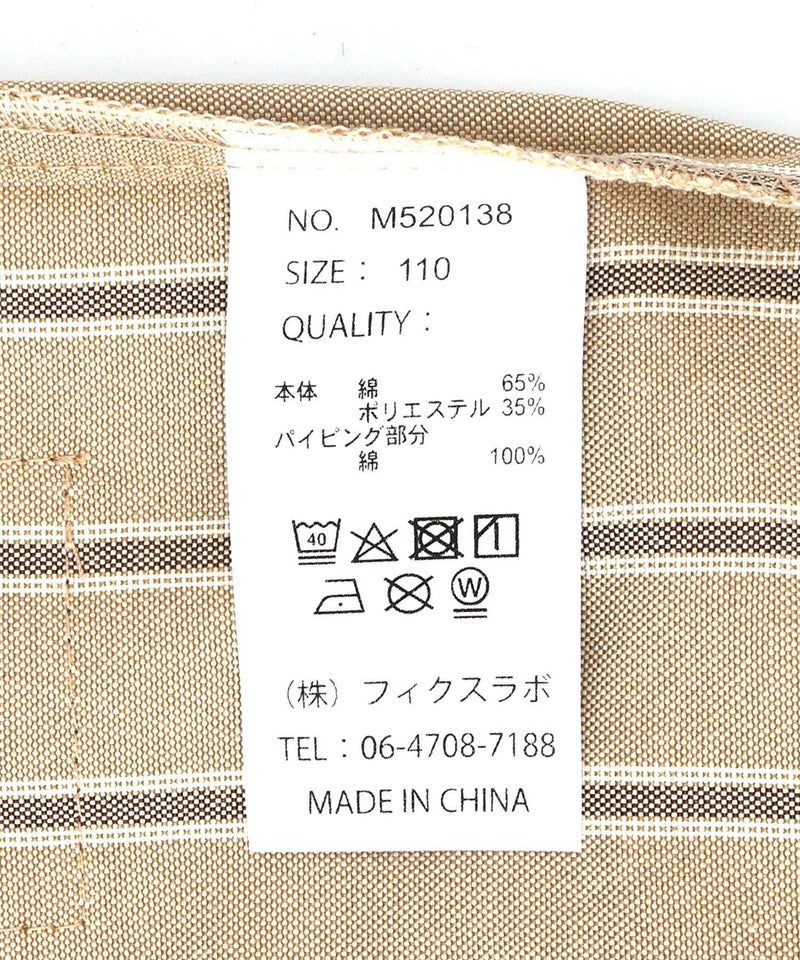 NO. M520138
SIZE : 110
QUALITY :
本体 綿 65%
ポリエステル 35%
パイピング部分
綿 100%
40
W
(株) フィクスラボ
TEL : 06-4708-7188
MADE IN CHINA